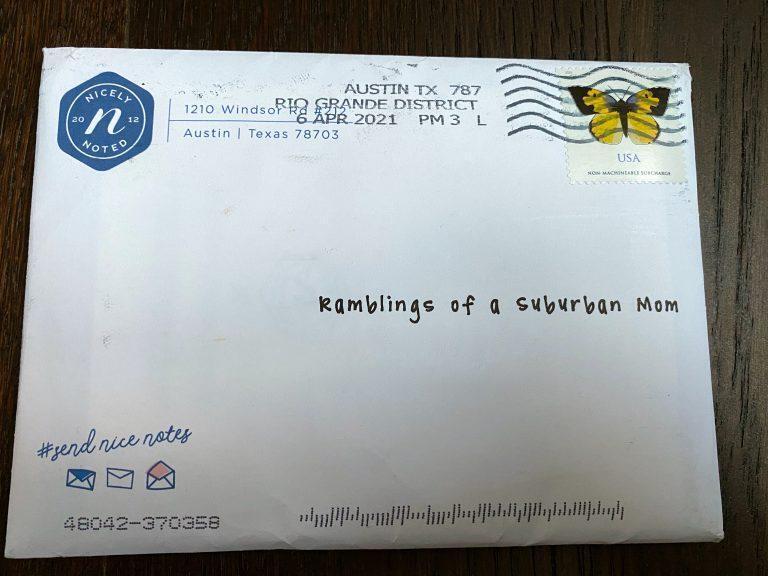 NICELY
20 n 12
NOTED
1210 Windsor Rd #212
Austin | Texas 78703
AUSTIN TX 787
RIO GRANDE DISTRICT
6 APR 2021 PM 3 L
USA
NON-MACHINEABLE SURCHARGE
Ramblings of a Suburban Mom
#send nice notes
48042-370358